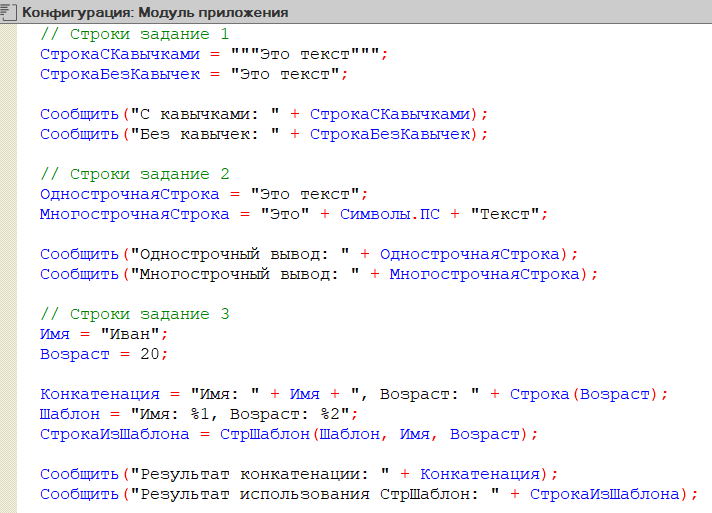 Конфигурация: Модуль приложения
// Строки задание 1
СтрокаСКавычками = """Это текст""";
СтрокаБезКавычек = "Это текст";
Сообщить("С кавычками: " + СтрокаСКавычками);
Сообщить("Без кавычек: " + СтрокаБезКавычек);
// Строки задание 2
ОднострочнаяСтрока = "Это текст";
МногострочнаяСтрока = "Это" + Символы.ПС + "Текст";
Сообщить("Однострочный вывод: " + ОднострочнаяСтрока);
Сообщить("Многострочный вывод: " + МногострочнаяСтрока);
// Строки задание 3
Имя = "Иван";
Возраст = 20;
Конкатенация = "Имя: " + Имя + ", Возраст: " + Строка(Возраст);
Шаблон = "Имя: %1, Возраст: %2";
СтрокаИзШаблона = СтрШаблон(Шаблон, Имя, Возраст);
Сообщить("Результат конкатенации: " + Конкатенация);
Сообщить("Результат использования СтрШаблон: " + СтрокаИзШаблона);